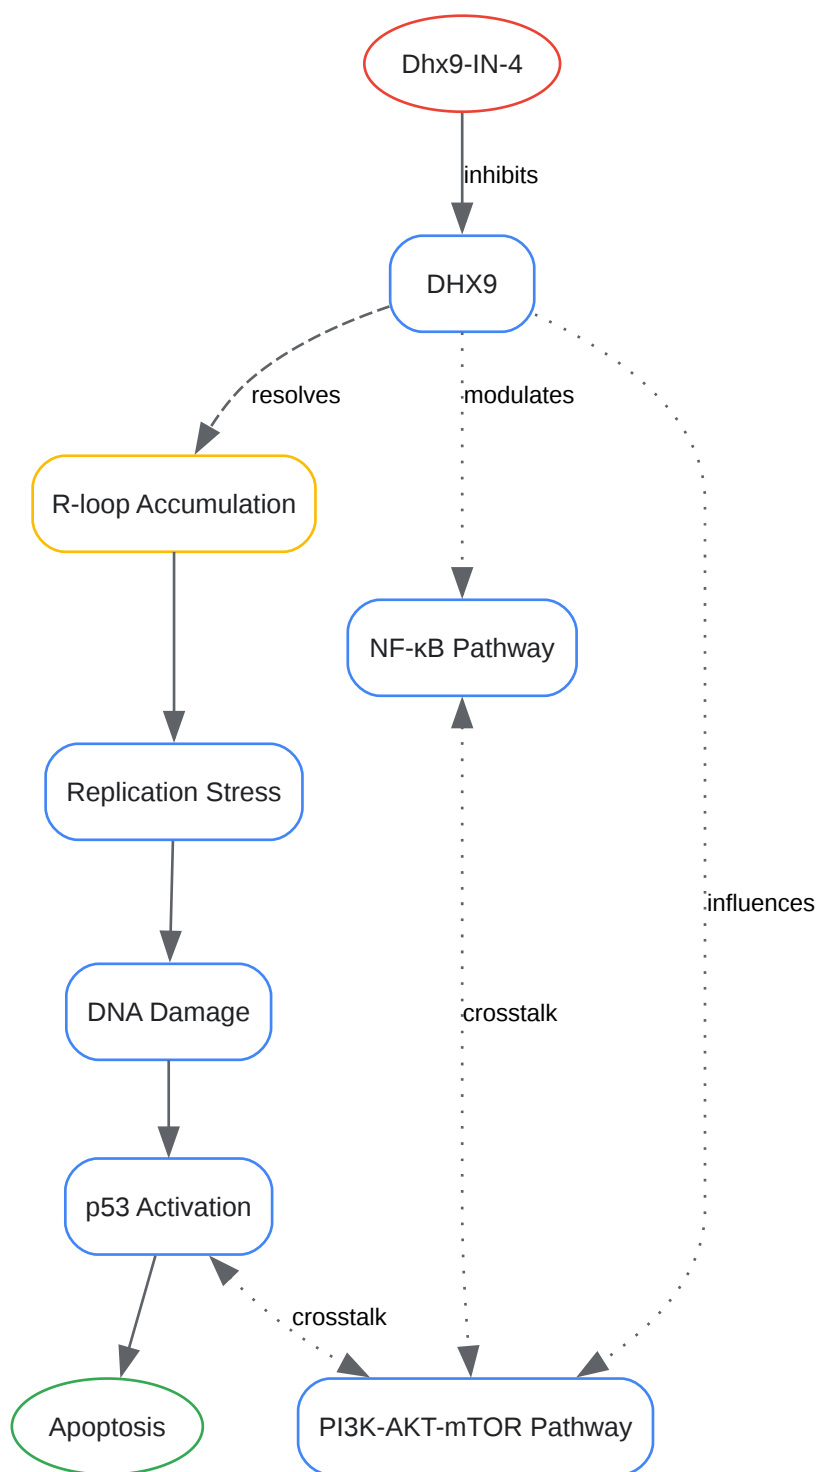 Dhx9-IN-4
inhibits
DHX9
resolves
modulates
R-loop Accumulation
NF-κB Pathway
Replication Stress
influences
DNA Damage
crosstalk
p53 Activation
crosstalk
Apoptosis
PI3K-AKT-mTOR Pathway